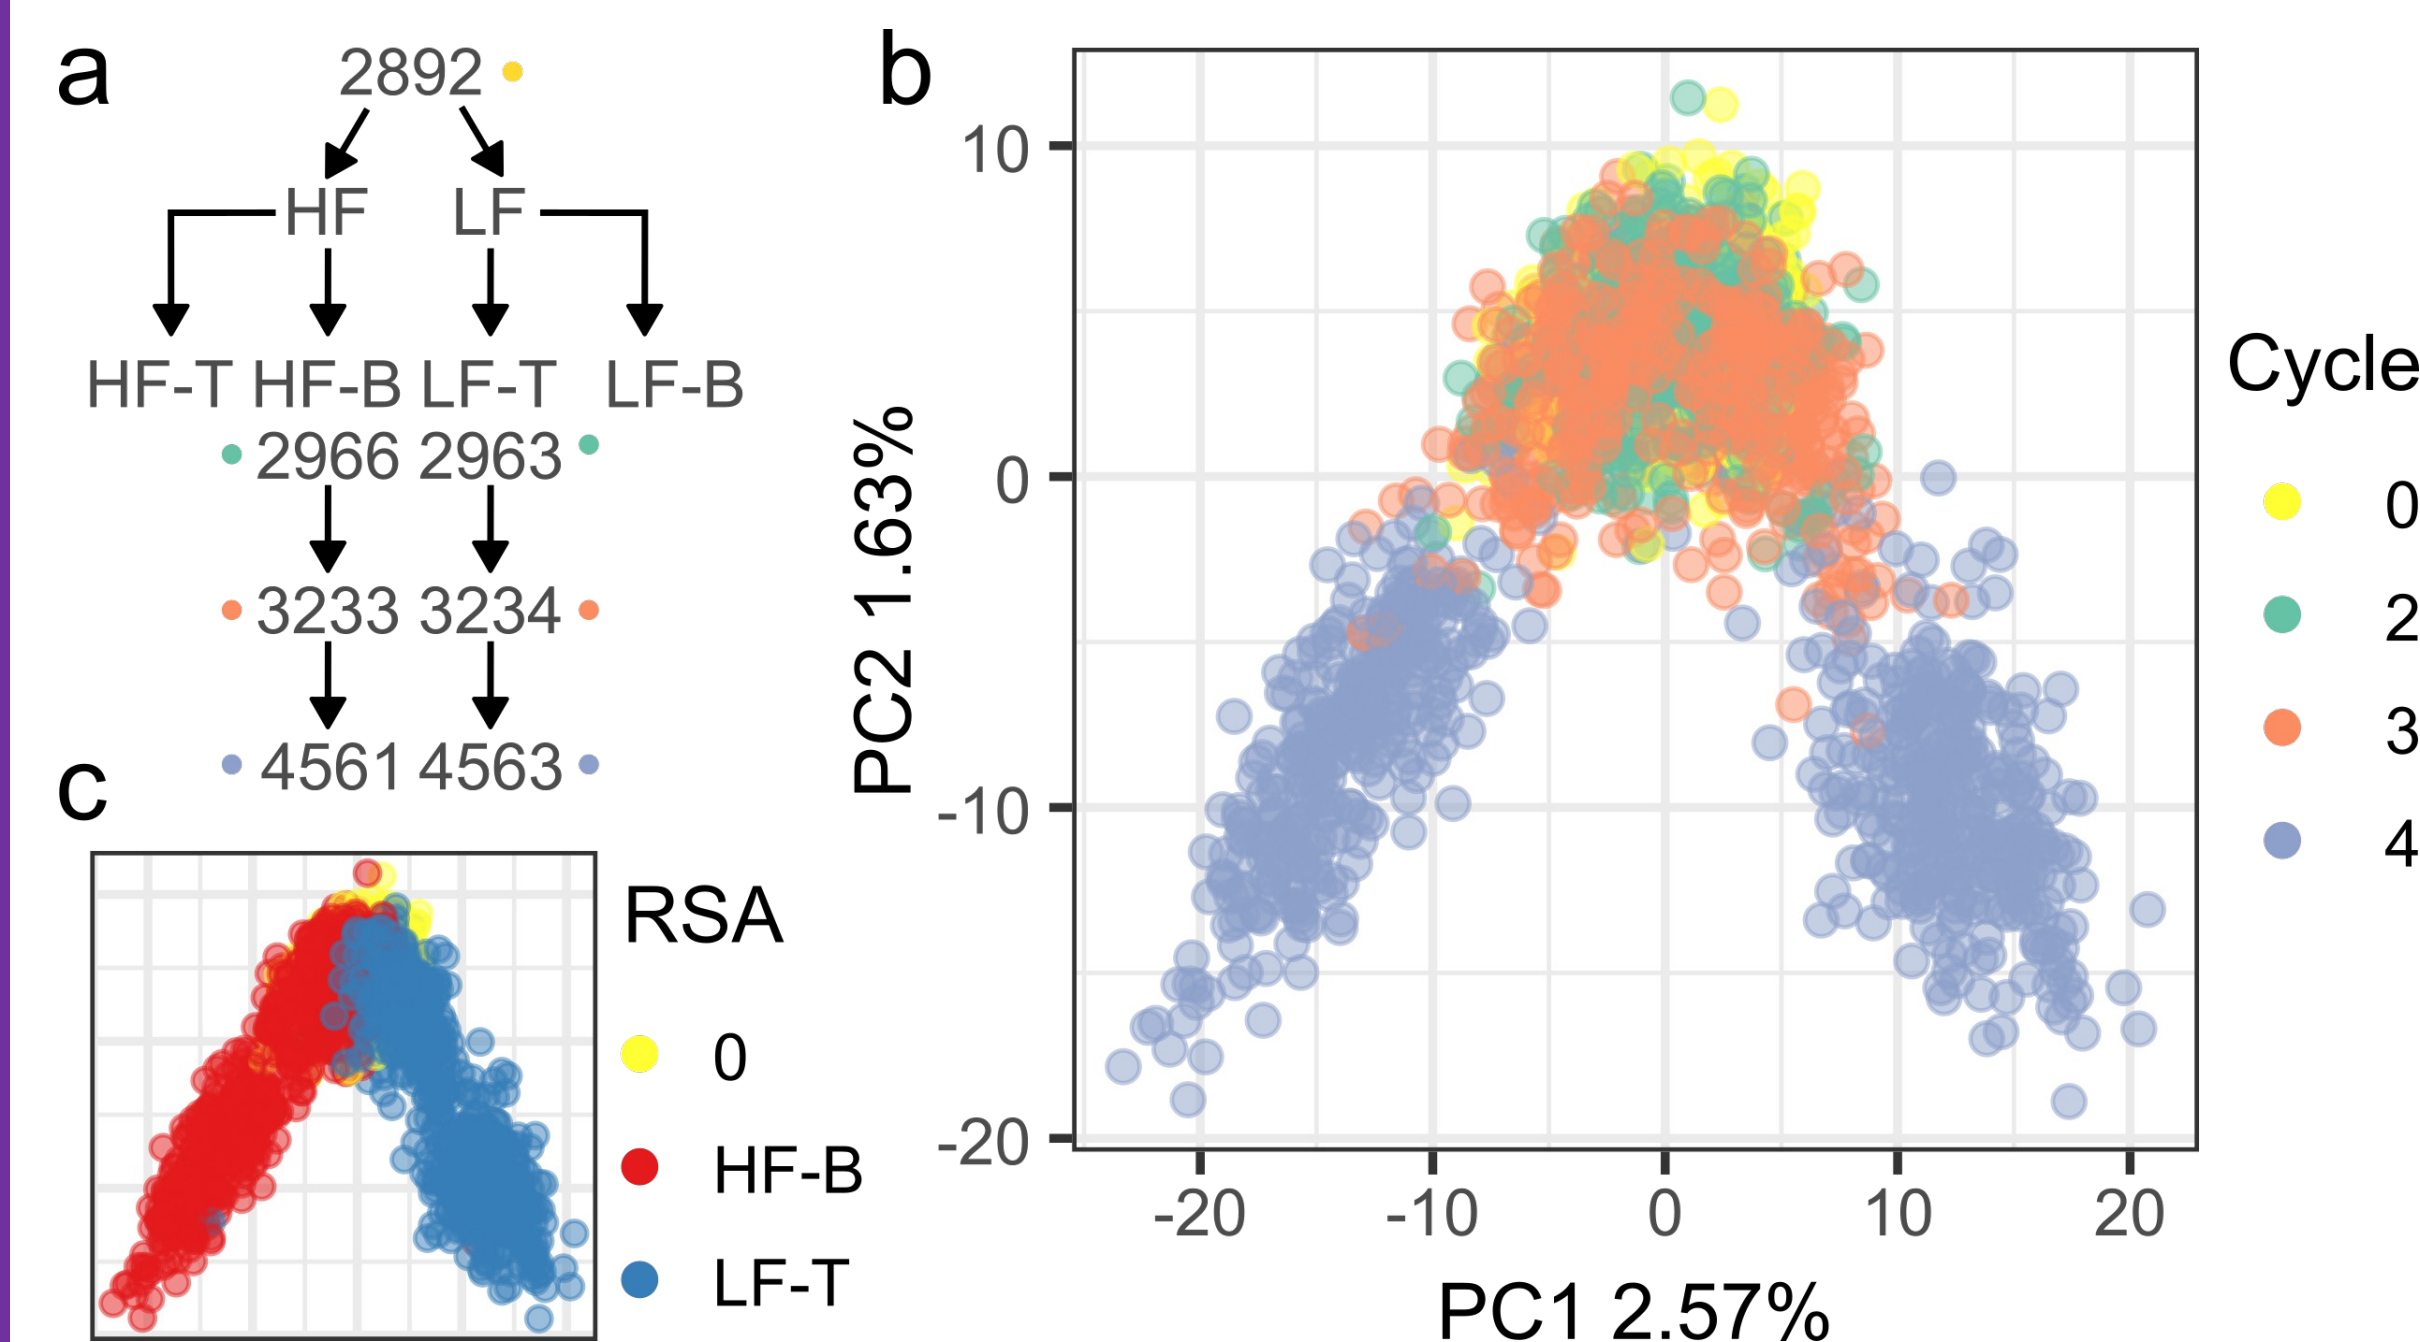 a
2892
HF LF
HF-T HF-B LF-T LF-B
2966 2963
3233 3234
4561 4563
b
PC2 1.63%
10
0
-10
-20
-20 -10 0 10 20
PC1 2.57%
Cycle
0
2
3
4
c
RSA
0
HF-B
LF-T